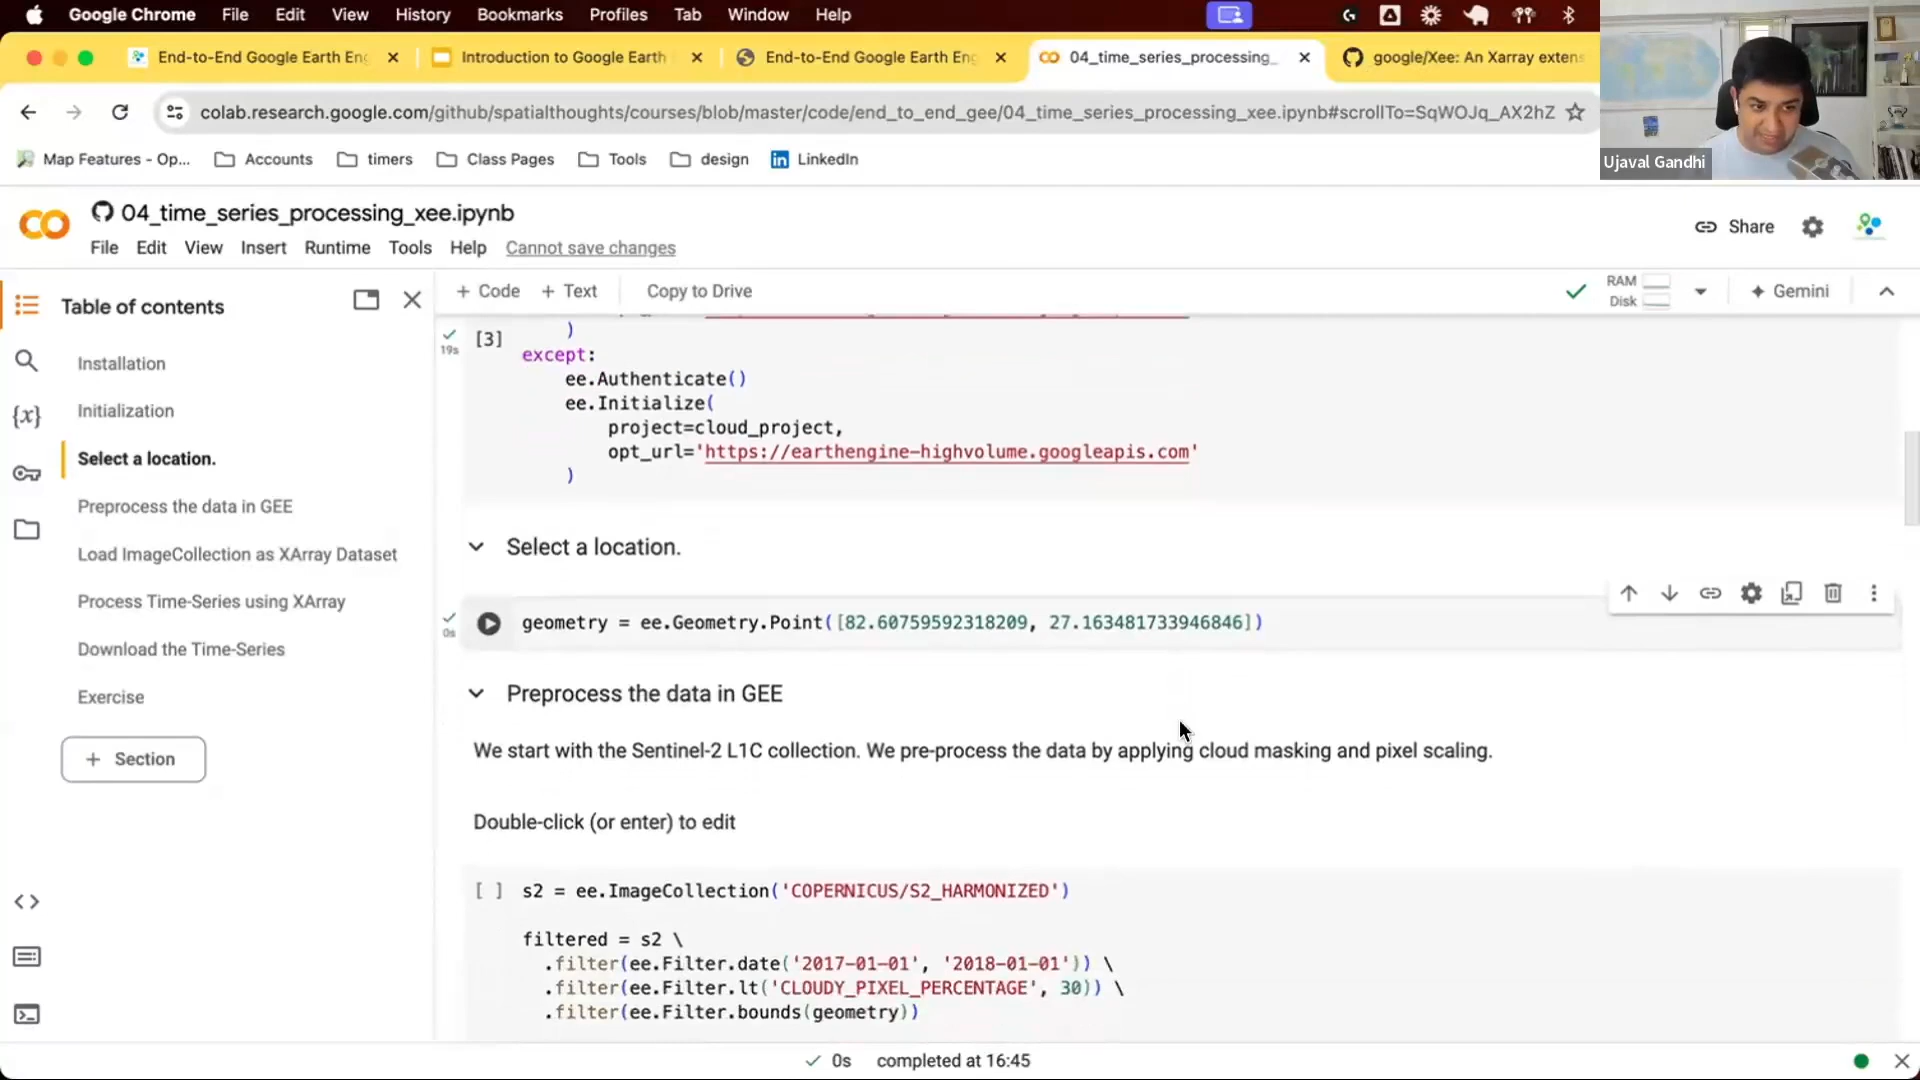 Google Chrome File Edit View History Bookmarks Profiles Tab Window Help
End-to-End Google Earth Eng
Introduction to Google Earth
End-to-End Google Earth Eng
04_time_series_processing_
google/Xee: An Xarray extens
colab.research.google.com/github/spatialthoughts/courses/blob/master/code/end_to_end_gee/04_time_series_processing_xee.ipynb#scrollTo=SqWOJq_AX2hZ
Map Features - Op... Accounts timers Class Pages Tools design LinkedIn
Ujaval Gandhi
04_time_series_processing_xee.ipynb
File Edit View Insert Runtime Tools Help Cannot save changes
Share
Table of contents
+ Code + Text Copy to Drive
RAM
Disk
Gemini
Installation
Initialization
Select a location.
Preprocess the data in GEE
Load ImageCollection as XArray Dataset
Process Time-Series using XArray
Download the Time-Series
Exercise
+ Section
19s
[3]
)
except:
ee.Authenticate()
ee.Initialize(
project=cloud_project,
opt_url='https://earthengine-highvolume.googleapis.com'
)
Select a location.
0s
geometry = ee.Geometry.Point([82.60759592318209, 27.163481733946846])
Preprocess the data in GEE
We start with the Sentinel-2 L1C collection. We pre-process the data by applying cloud masking and pixel scaling.
Double-click (or enter) to edit
[ ] s2 = ee.ImageCollection('COPERNICUS/S2_HARMONIZED')
filtered = s2 \
.filter(ee.Filter.date('2017-01-01', '2018-01-01')) \
.filter(ee.Filter.lt('CLOUDY_PIXEL_PERCENTAGE', 30)) \
.filter(ee.Filter.bounds(geometry))
0s completed at 16:45